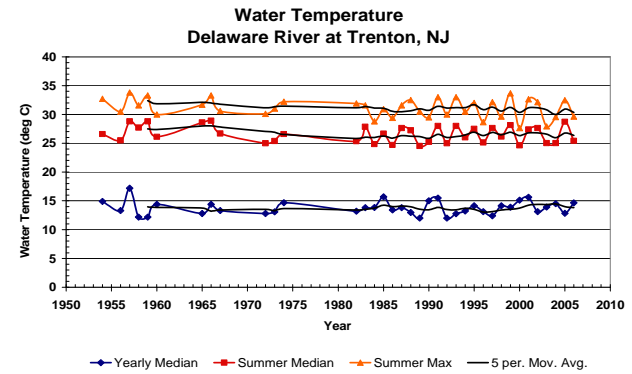 Water Temperature
Delaware River at Trenton, NJ
Water Temperature (deg C)
40
35
30
25
20
15
10
5
0
1950 1955 1960 1965 1970 1975 1980 1985 1990 1995 2000 2005 2010
Year
Yearly Median Summer Median Summer Max 5 per. Mov. Avg.